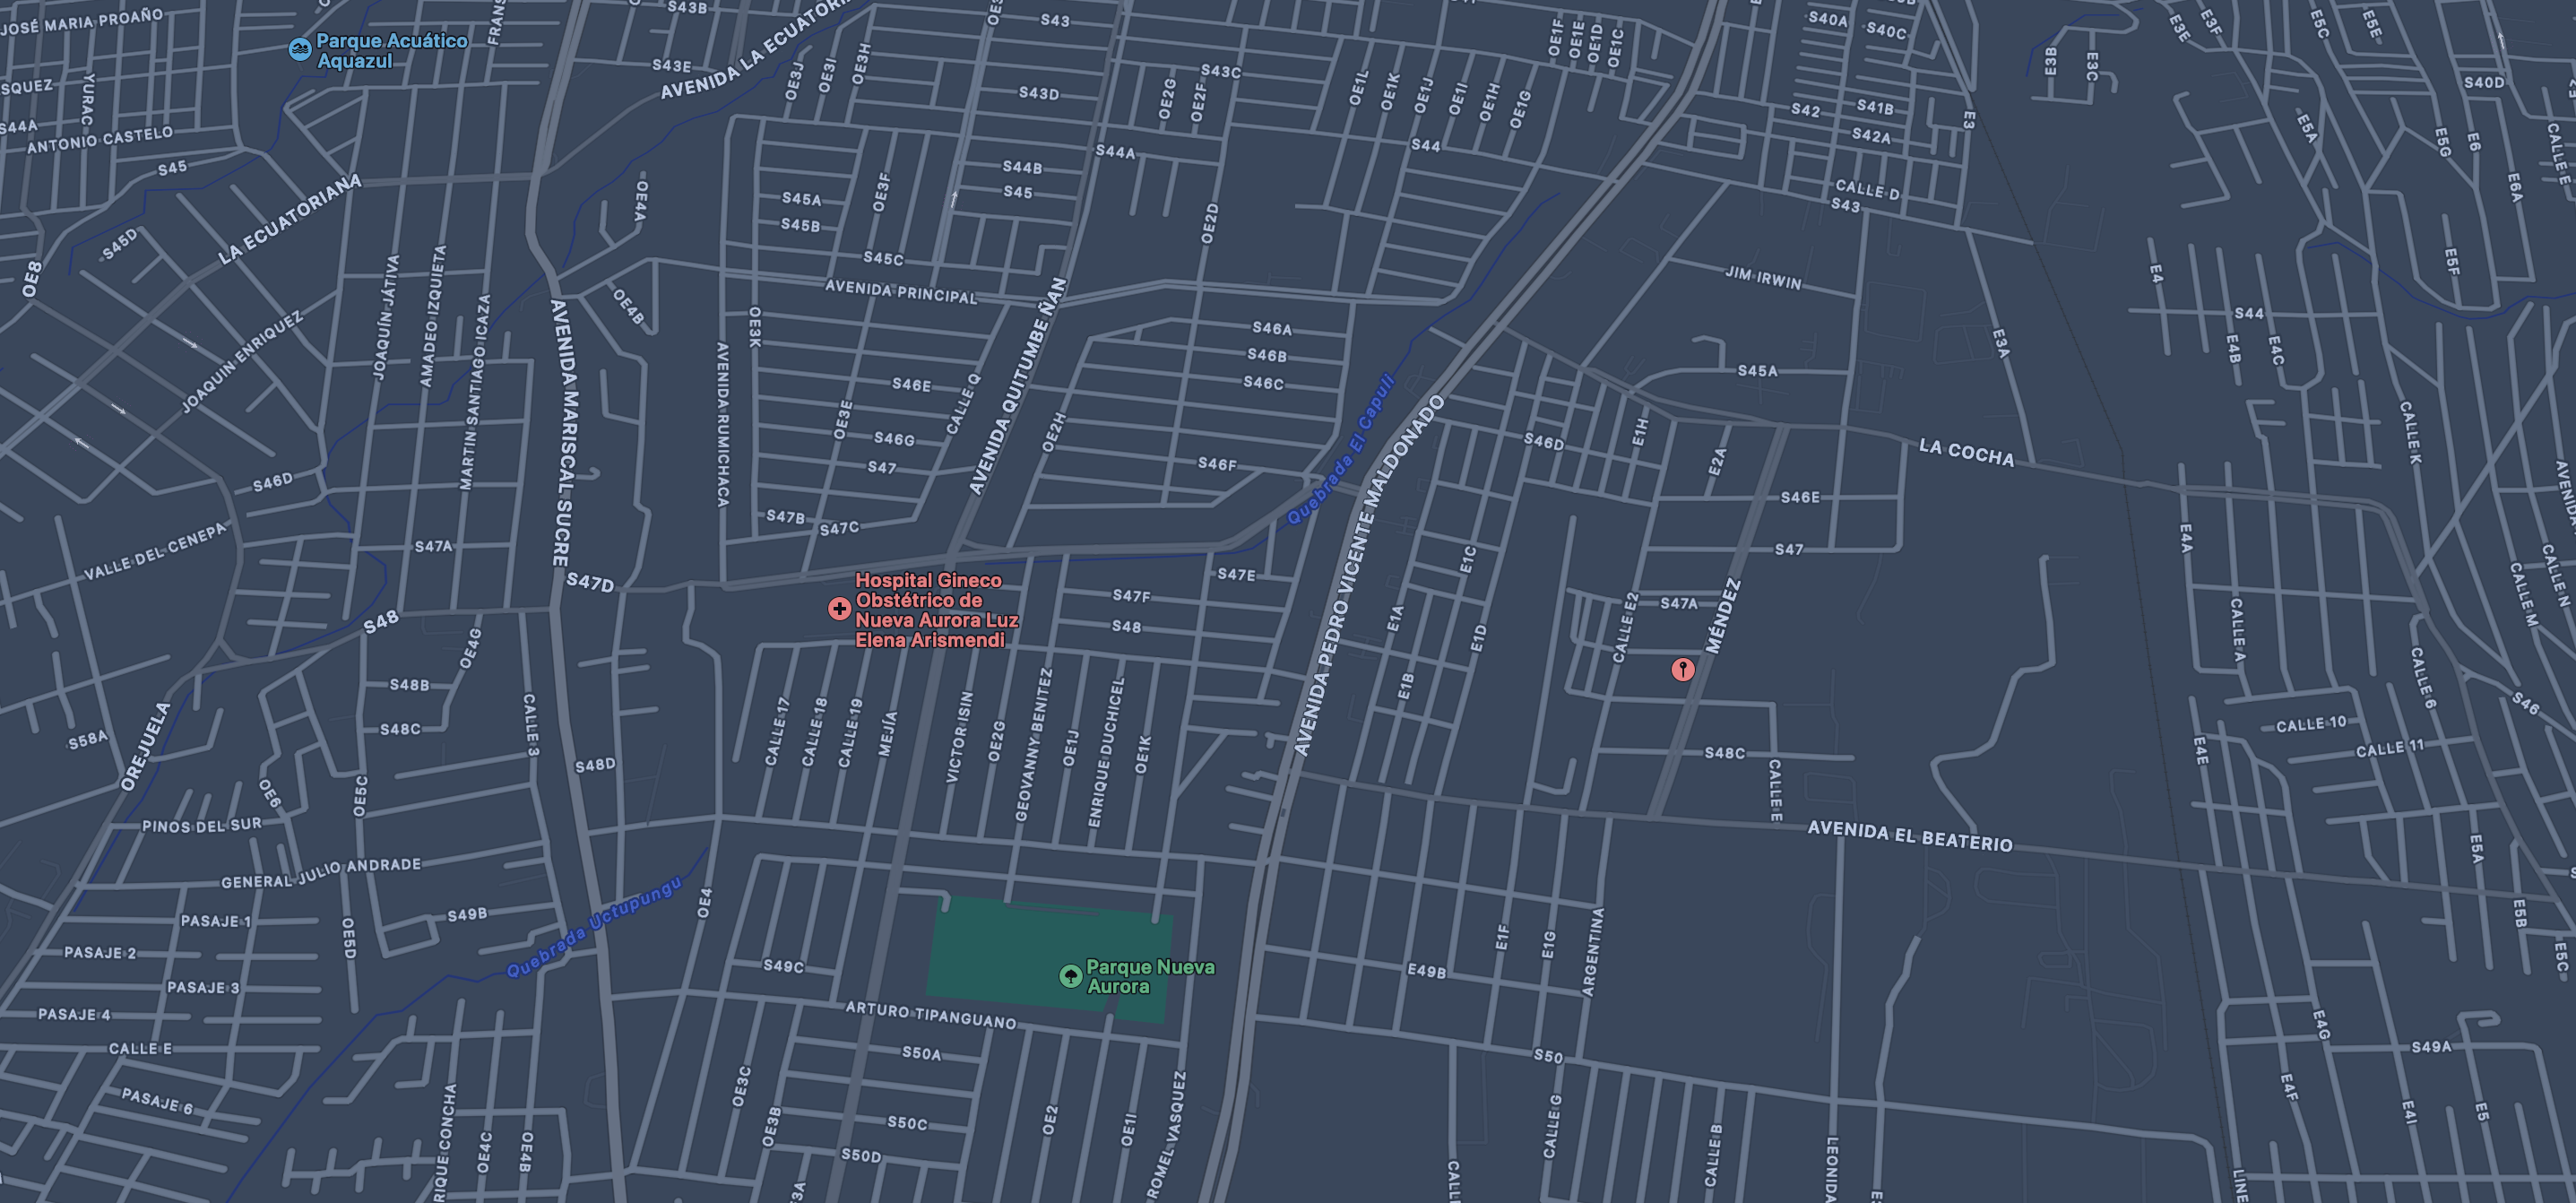 JOSÉ MARIA PROAÑO
Parque Acuático
Aquazul
S43B
S43
S43E
AVENIDA LA ECUATORIANA
OE3J
OE3I
OE3H
S43D
S43C
OE2G
OE2F
OE1L
OE1K
OE1J
OE1I
OE1H
OE1G
OE1F
OE1E
OE1D
OE1C
S40A
S40C
S42
S41B
S42A
E3
E3B
E3C
E3E
E3F
E5C
E5E
S40D
YURAC
S44A
ANTONIO CASTELO
S45
S44A
S44
S44B
S45
OE4A
S45A
S45B
OE3F
OE2D
CALLE D
S43
E5A
E5G
E6
E6A
CALLE E
LA ECUATORIANA
S45D
OE8
S45C
AVENIDA PRINCIPAL
OE4B
JOAQUÍN JÁTIVA
AMADEO IZQUIETA
MARTIN SANTIAGO ICAZA
JOAQUIN ENRIQUEZ
AVENIDA MARISCAL SUCRE
AVENIDA RUMICHACA
OE3K
AVENIDA QUITUMBE ÑAN
S46A
S46B
S46C
S46E
CALLE Q
OE3E
S46G
S47
OE2H
S46F
Quebrada El Capuli
JIM IRWIN
S45A
E3A
E4
S44
E4B
E4C
E5F
S46D
E1H
E2A
LA COCHA
CALLE K
S46D
S46E
S47B
S47C
VALLE DEL CENEPA
S47A
S47D
S47
E4A
CALLE N
CALLE M
Hospital Gineco
Obstétrico de
Nueva Aurora Luz
Elena Arismendi
S47E
S47F
S48
E1C
E1A
E1D
E1B
AVENIDA PEDRO VICENTE MALDONADO
CALLE E2
S47A
MÉNDEZ
CALLE A
CALLE 6
S46
S48
OE4G
S48B
S48C
S58A
OREJUELA
CALLE 3
S48D
CALLE 17
CALLE 18
CALLE 19
MEJÍA
VICTOR ISIN
OE2G
GEOVANNY BENITEZ
OE1J
ENRIQUE DUCHICEL
OE1K
S48C
CALLE E
E4E
CALLE 10
CALLE 11
OE6
OE5C
PINOS DEL SUR
GENERAL JULIO ANDRADE
AVENIDA EL BEATERIO
E5A
PASAJE 1
S49B
OE5D
Quebrada Uctupungu
OE4
PASAJE 2
PASAJE 3
PASAJE 4
S49C
Parque Nueva
Aurora
E49B
E1F
E1G
ARGENTINA
E5B
E5C
ARTURO TIPANGUANO
CALLE E
S50A
S50
E4G
S49A
PASAJE 6
OE3C
OE3B
S50C
OE2
OE1I
ROMEL VASQUEZ
CALLE G
CALLE B
E4F
E4I
E5
OE4C
OE4B
S50D